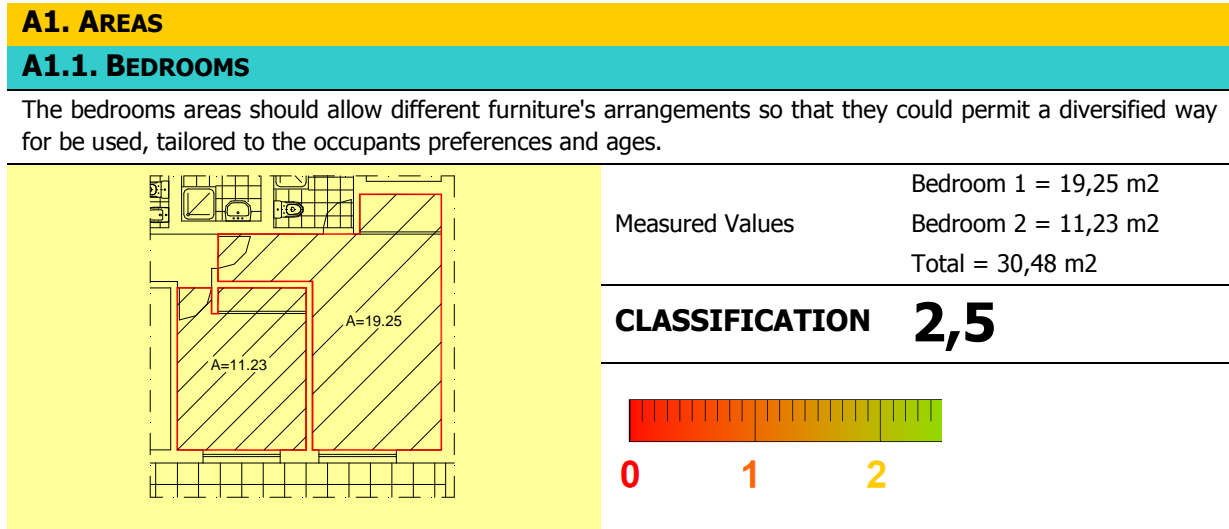 A1. AREAS
A1.1. BEDROOMS
The bedrooms areas should allow different furniture's arrangements so that they could permit a diversified way
for be used, tailored to the occupants preferences and ages.
A=19.25
A=11.23
Measured Values
Bedroom 1 = 19,25 m2
Bedroom 2 = 11,23 m2
Total = 30,48 m2
CLASSIFICATION 2,5
0 1 2